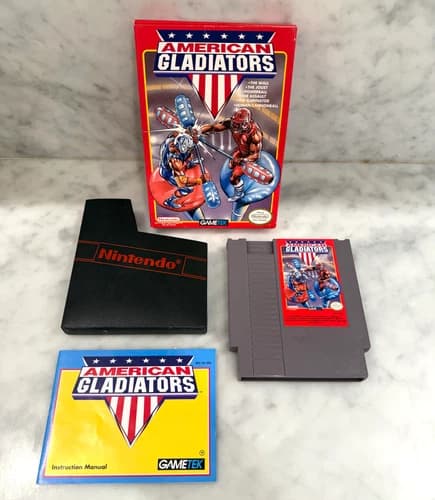 AMERICAN
GLADIATORS
•THE WALL
•THE JOUST
•POWERBALL
•THE ASSAULT
•THE ELIMINATOR
•HUMAN CANNONBALL
Nintendo
GAMETEK
Nintendo®
AMERICAN
GLADIATORS
AMERICAN
GLADIATORS
Instruction Manual
GAMETEK